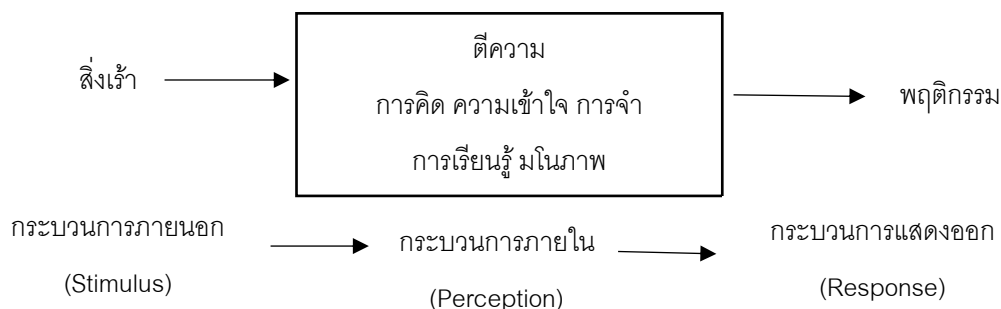 ตีความ
สิ่งเร้า
การคิด ความเข้าใจ การจำ
พฤติกรรม
การเรียนรู้ มโนภาพ
กระบวนการภายนอก
(Stimulus)
กระบวนการภายใน
(Perception)
กระบวนการแสดงออก
(Response)